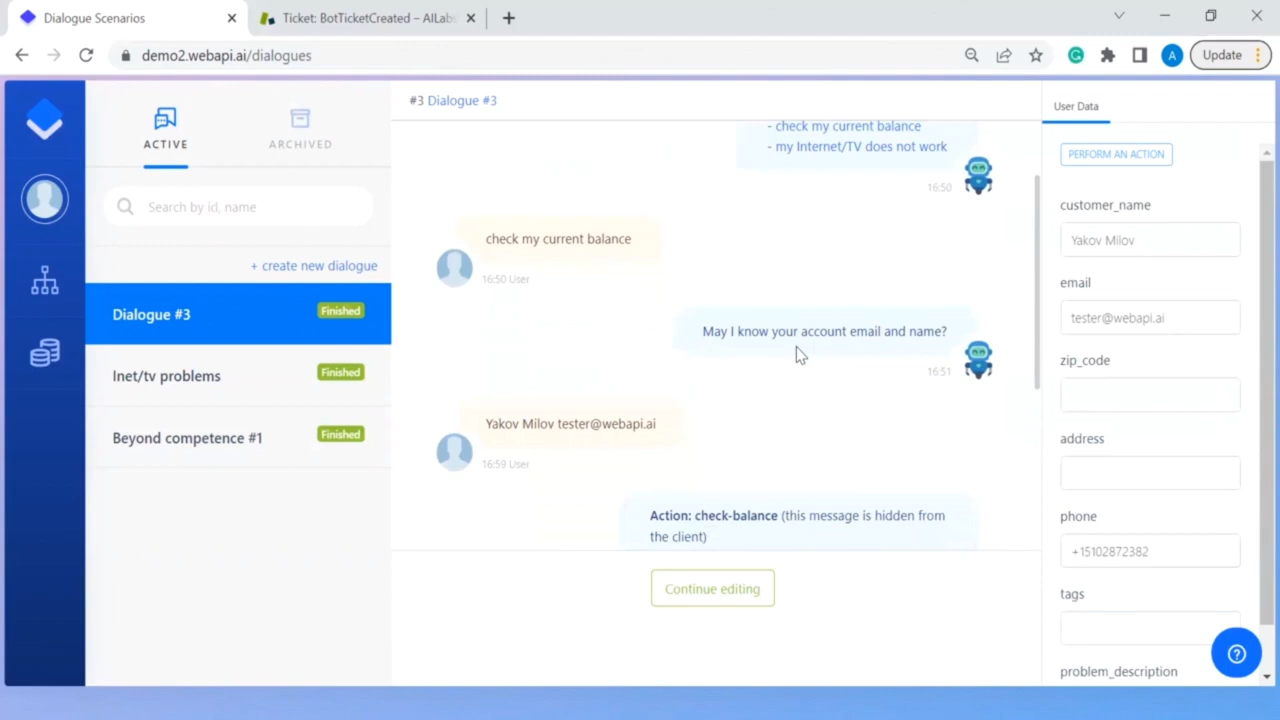 Dialogue Scenarios
Ticket: BotTicketCreated – AILabs
demo2.webapi.ai/dialogues
A
Update
ACTIVE
ARCHIVED
Search by id, name
+ create new dialogue
Dialogue #3
Finished
Inet/tv problems
Finished
Beyond competence #1
Finished
#3 Dialogue #3
- check my current balance
- my Internet/TV does not work
16:50
check my current balance
16:50 User
May I know your account email and name?
16:51
Yakov Milov tester@webapi.ai
16:59 User
Action: check-balance (this message is hidden from
the client)
Continue editing
User Data
PERFORM AN ACTION
customer_name
Yakov Milov
email
tester@webapi.ai
zip_code
address
phone
+15102872382
tags
problem_description